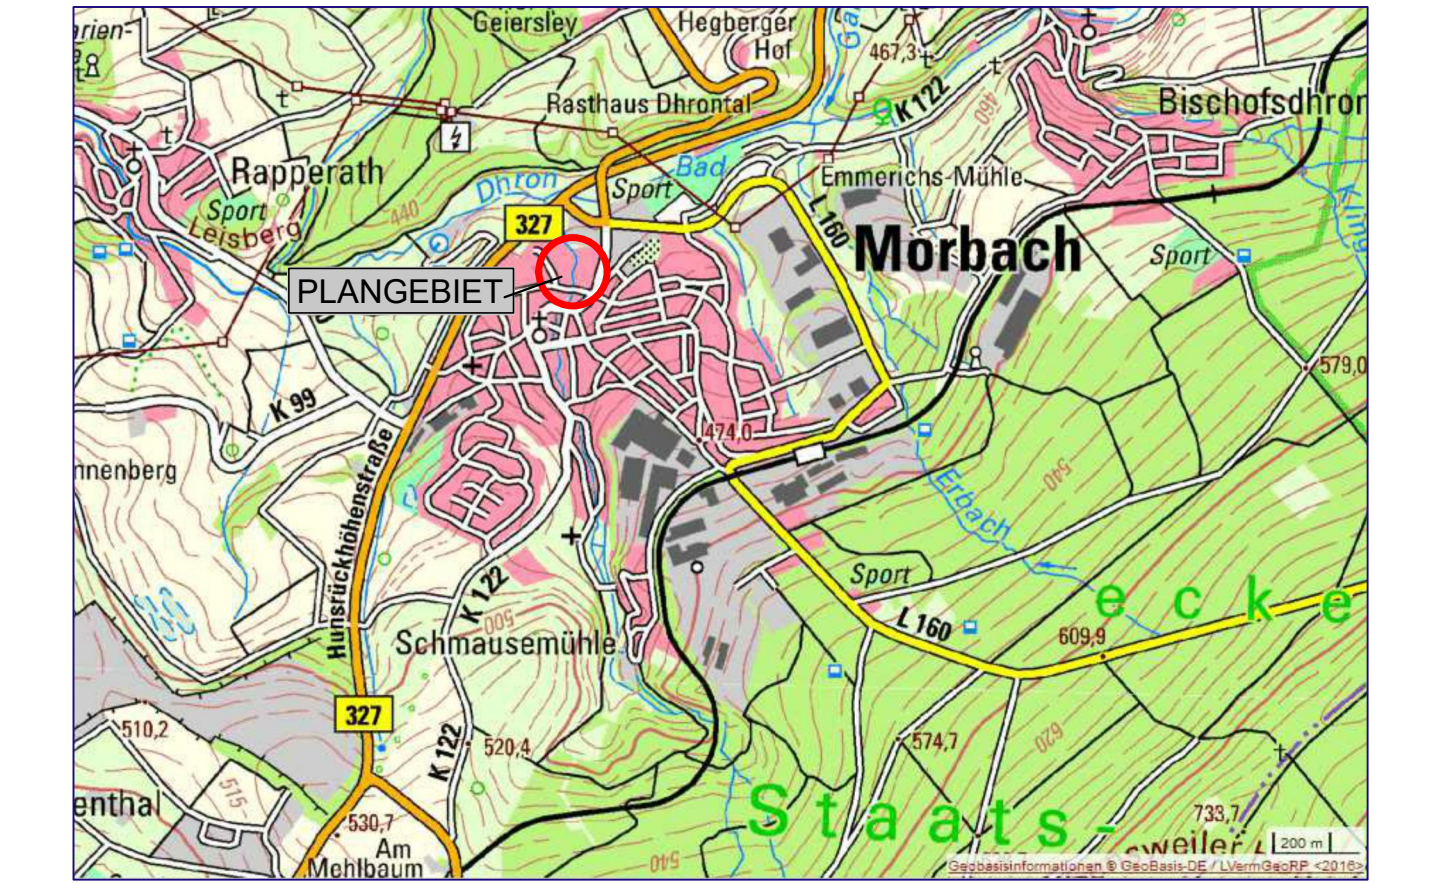 Geiersley
Hegberger
Hof
arien-
467,3
K 122
Rasthaus Dhrontal
Bischofsdhron
460
Rapperath
Dhron
Bad
Sport
Emmerichs-Mühle
Sport
Leisberg
440
327
L 160
Morbach
Sport
PLANGEBIET
579,0
K 99
474,0
nnenberg
Hunsrückhöhenstraße
540
Erbach
Sport
K 122
500
e c k e
L 160
609,9
Schmausemühle
327
510,2
K 122
520,4
574,7
620
515
enthal
530,7
Am
Mehlbaum
540
Staats-
733,7
weiler
200 m
Geobasisinformationen © GeoBasis-DE / LVermGeoRP <2016>